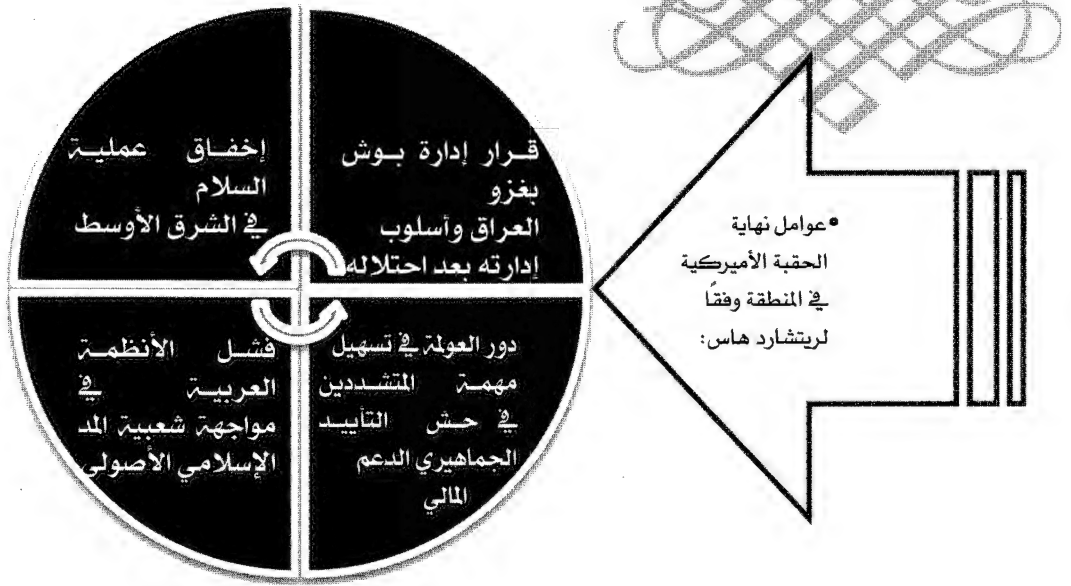 عوامل نهاية
الحقبة الأميركية
في المنطقة وفقًا
لريتشارد هاس:
قرار إدارة بوش
بغزو
العراق وأسلوب
إدارته بعد احتلاله
إخفاق عملية
السلام
في الشرق الأوسط
دور العولمة في تسهيل
مهمة المتشددين
في حش التأييد
الجماهيري الدعم
المالي
فشل الأنظمة
العربية في
مواجهة شعبية المد
الإسلامي الأصولي